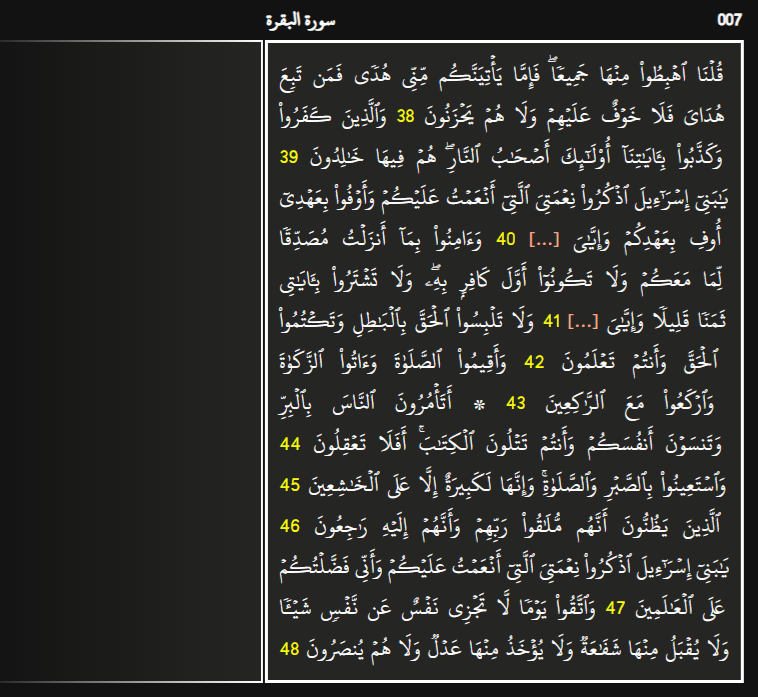 007
سورة البقرة
قُلْنَا ٱهْبِطُوا۟ مِنْهَا جَمِيعًۭا ۖ فَإِمَّا يَأْتِيَنَّكُم مِّنِّى هُدًۭى فَمَن تَبِعَ
هُدَاىَ فَلَا خَوْفٌ عَلَيْهِمْ وَلَا هُمْ يَحْزَنُونَ 38 وَٱلَّذِينَ كَفَرُوا۟
وَكَذَّبُوا۟ بِـَٔايَـٰتِنَآ أُو۟لَـٰٓئِكَ أَصْحَـٰبُ ٱلنَّارِ ۖ هُمْ فِيهَا خَـٰلِدُونَ 39
يَـٰبَنِىٓ إِسْرَٰٓءِيلَ ٱذْكُرُوا۟ نِعْمَتِىَ ٱلَّتِىٓ أَنْعَمْتُ عَلَيْكُمْ وَأَوْفُوا۟ بِعَهْدِىٓ
أُوفِ بِعَهْدِكُمْ وَإِيَّـٰىَ [...] 40 وَءَامِنُوا۟ بِمَآ أَنزَلْتُ مُصَدِّقًۭا
لِّمَا مَعَكُمْ وَلَا تَكُونُوٓا۟ أَوَّلَ كَافِرٍۭ بِهِۦ ۖ وَلَا تَشْتَرُوا۟ بِـَٔايَـٰتِى
ثَمَنًۭا قَلِيلًۭا وَإِيَّـٰىَ [...] 41 وَلَا تَلْبِسُوا۟ ٱلْحَقَّ بِٱلْبَـٰطِلِ وَتَكْتُمُوا۟
ٱلْحَقَّ وَأَنتُمْ تَعْلَمُونَ 42 وَأَقِيمُوا۟ ٱلصَّلَوٰةَ وَءَاتُوا۟ ٱلزَّكَوٰةَ
وَٱرْكَعُوا۟ مَعَ ٱلرَّٰكِعِينَ 43 * أَتَأْمُرُونَ ٱلنَّاسَ بِٱلْبِرِّ
وَتَنسَوْنَ أَنفُسَكُمْ وَأَنتُمْ تَتْلُونَ ٱلْكِتَـٰبَ ۚ أَفَلَا تَعْقِلُونَ 44
وَٱسْتَعِينُوا۟ بِٱلصَّبْرِ وَٱلصَّلَوٰةِ ۚ وَإِنَّهَا لَكَبِيرَةٌ إِلَّا عَلَى ٱلْخَـٰشِعِينَ 45
ٱلَّذِينَ يَظُنُّونَ أَنَّهُم مُّلَـٰقُوا۟ رَبِّهِمْ وَأَنَّهُمْ إِلَيْهِ رَٰجِعُونَ 46
يَـٰبَنِىٓ إِسْرَٰٓءِيلَ ٱذْكُرُوا۟ نِعْمَتِىَ ٱلَّتِىٓ أَنْعَمْتُ عَلَيْكُمْ وَأَنِّى فَضَّلْتُكُمْ
عَلَى ٱلْعَـٰلَمِينَ 47 وَٱتَّقُوا۟ يَوْمًۭا لَّا تَجْزِى نَفْسٌ عَن نَّفْسٍۢ شَيْـًۭٔا
وَلَا يُقْبَلُ مِنْهَا شَفَـٰعَةٌۭ وَلَا يُؤْخَذُ مِنْهَا عَدْلٌۭ وَلَا هُمْ يُنصَرُونَ 48